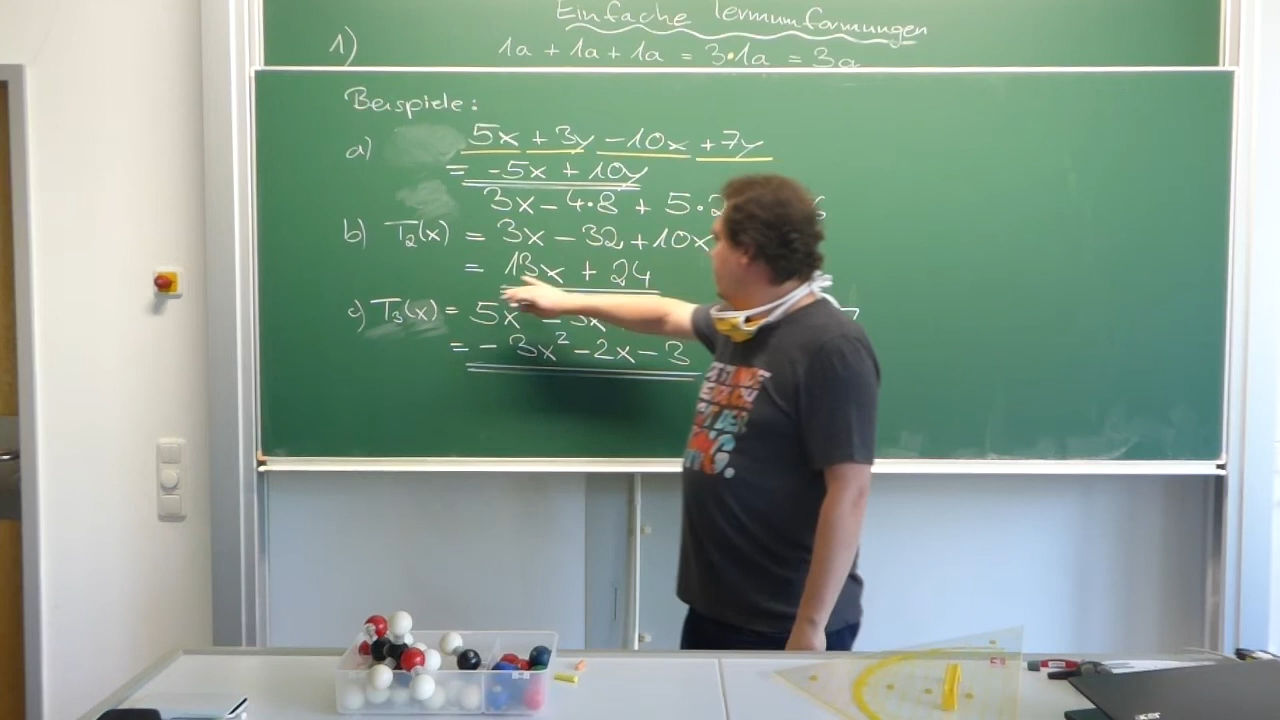 Einfache Termumformungen
1) 1a + 1a + 1a = 3·1a = 3a
Beispiele:
a) 5x + 3y - 10x + 7y
= -5x + 10y
3x - 4·8 + 5·2
b) T₂(x) = 3x - 32 + 10x
= 13x + 24
c) T₃(x) = 5x - 3x
= - 3x² - 2x - 3